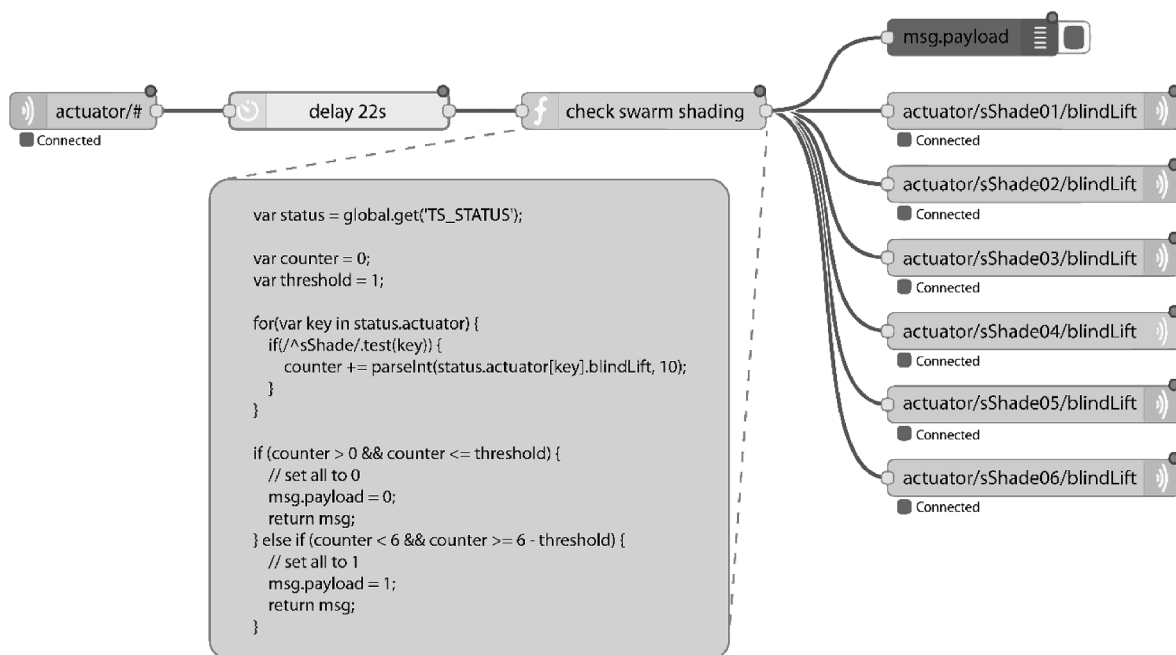 msg.payload
actuator/#
Connected
delay 22s
check swarm shading
actuator/sShade01/blindLift
Connected
actuator/sShade02/blindLift
Connected
actuator/sShade03/blindLift
Connected
actuator/sShade04/blindLift
Connected
actuator/sShade05/blindLift
Connected
actuator/sShade06/blindLift
Connected
var status = global.get('TS_STATUS');
var counter = 0;
var threshold = 1;
for(var key in status.actuator) {
if(/^sShade/.test(key)) {
counter += parseInt(status.actuator[key].blindLift, 10);
}
}
if (counter > 0 && counter <= threshold) {
// set all to 0
msg.payload = 0;
return msg;
} else if (counter < 6 && counter >= 6 - threshold) {
// set all to 1
msg.payload = 1;
return msg;
}